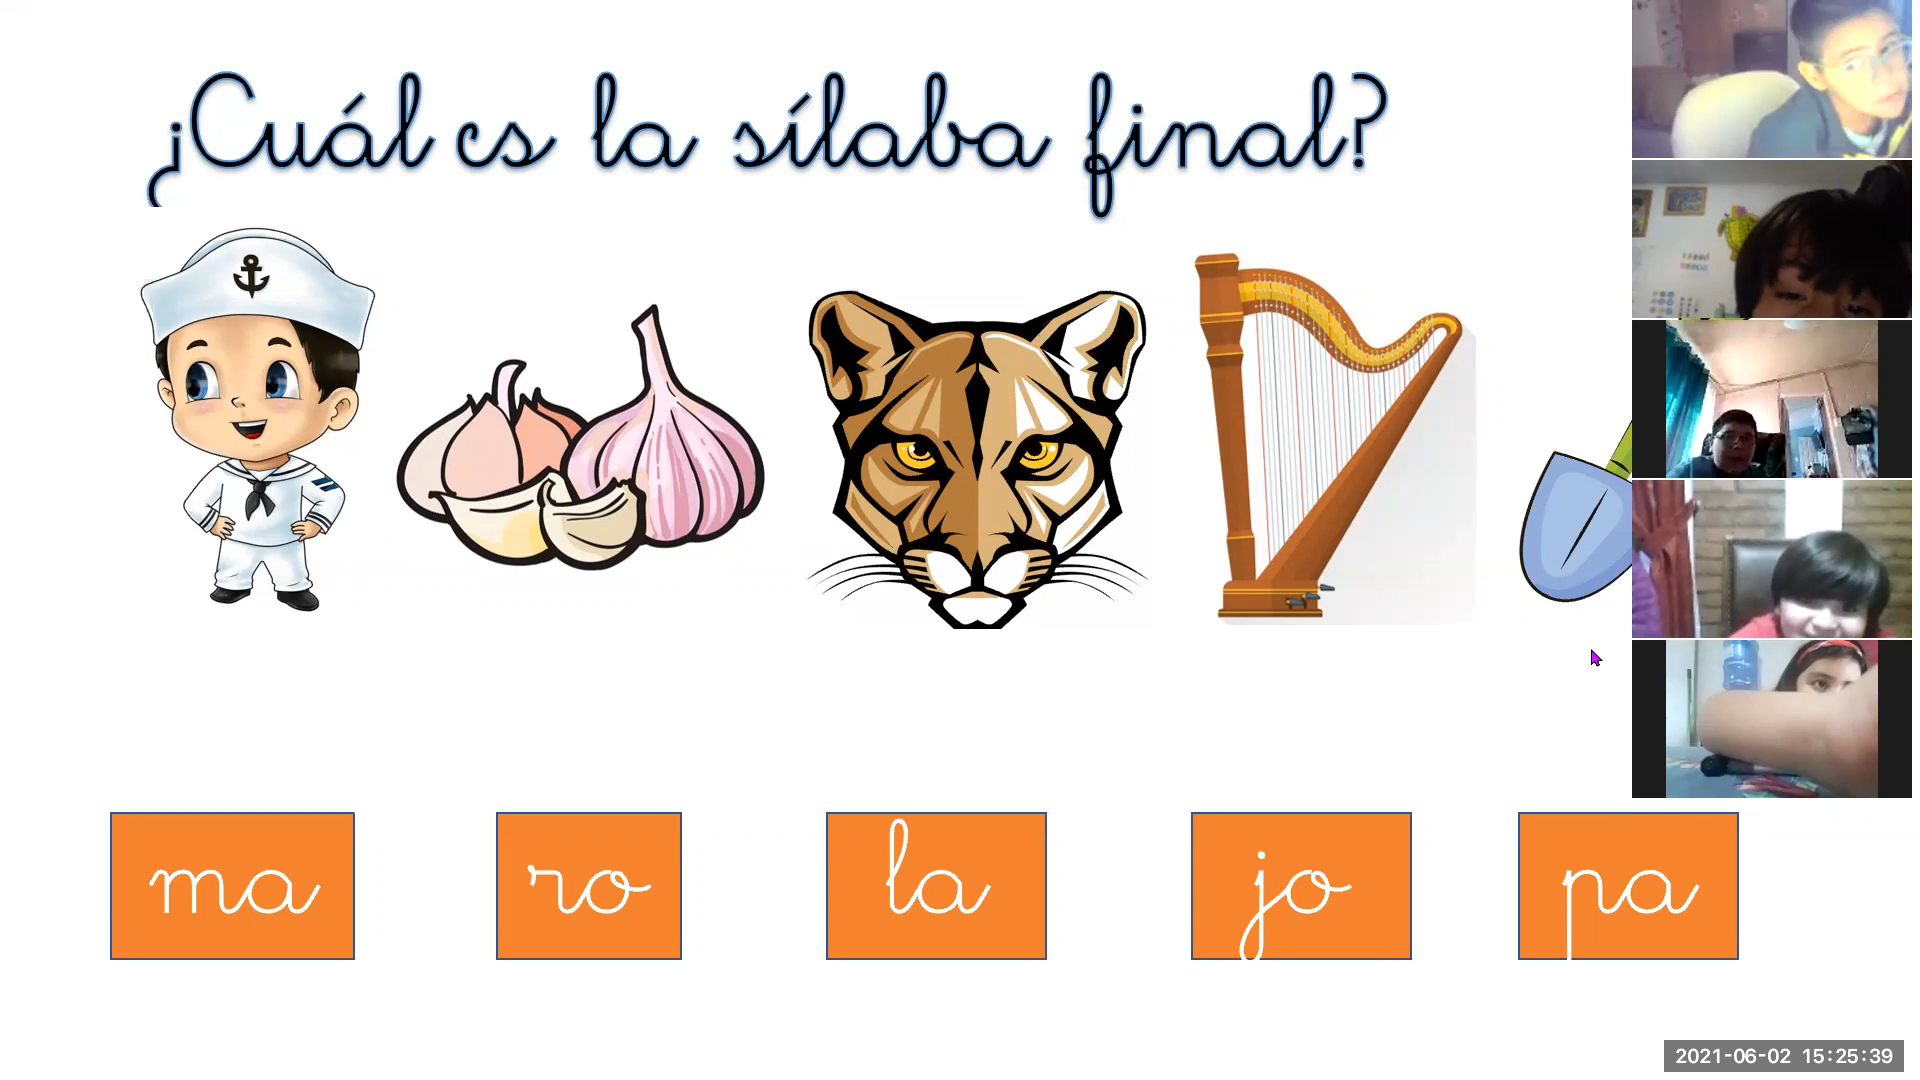 ¿Cuál es la sílaba final?
ma ro la jo pa
2021-06-02 15:25:39